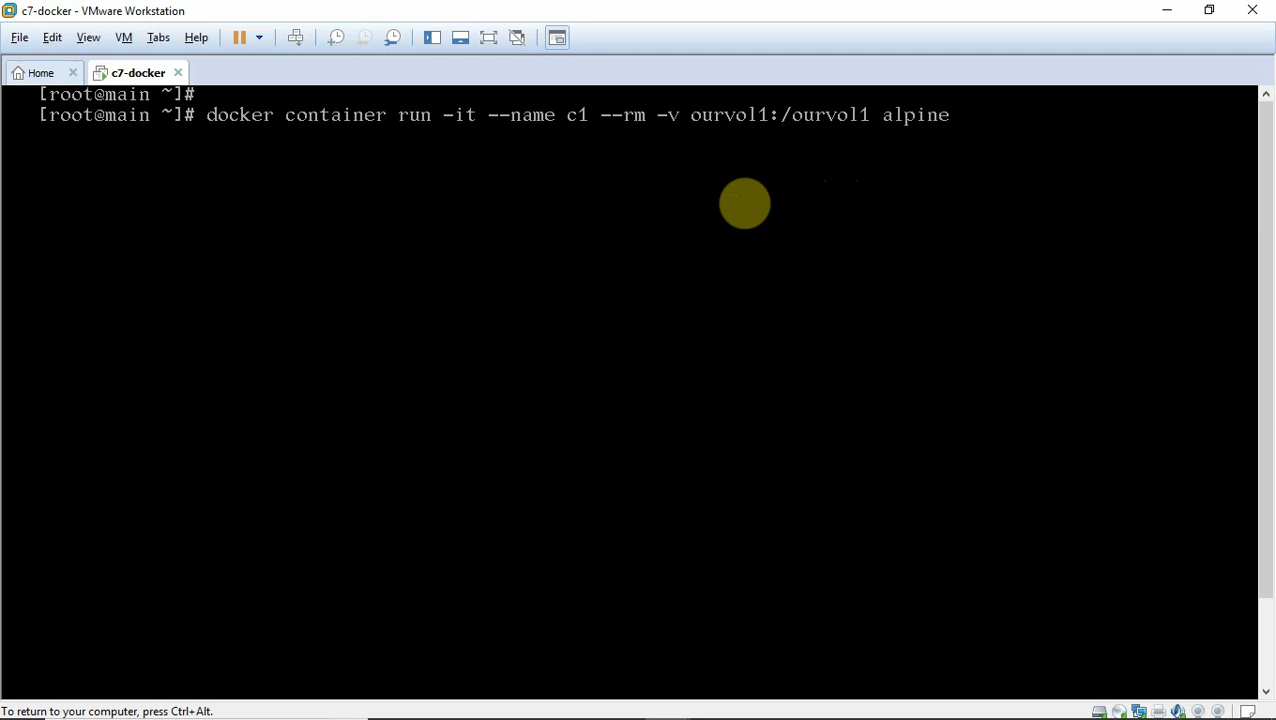 c7-docker - VMware Workstation
File Edit View VM Tabs Help
Home c7-docker
[root@main ~]#
[root@main ~]# docker container run -it --name c1 --rm -v ourvol1:/ourvol1 alpine
To return to your computer, press Ctrl+Alt.